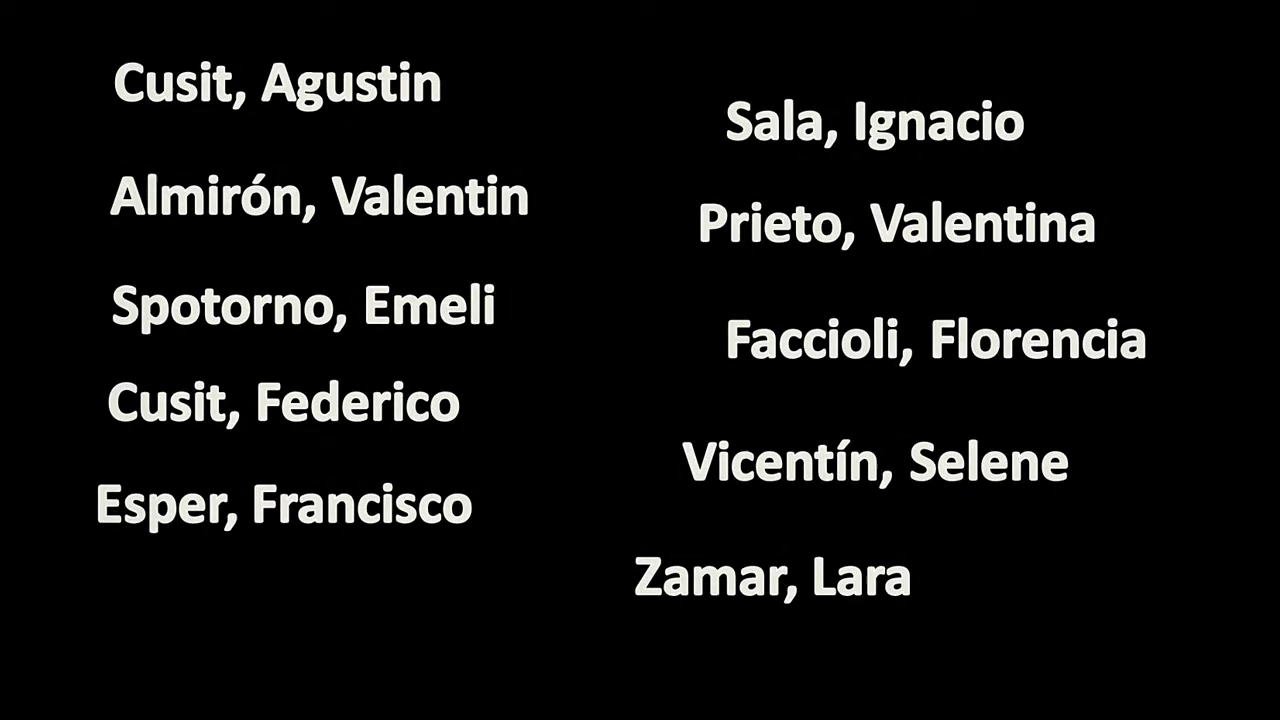 Cusit, Agustin
Almirón, Valentin
Spotorno, Emeli
Cusit, Federico
Esper, Francisco
Sala, Ignacio
Prieto, Valentina
Faccioli, Florencia
Vicentín, Selene
Zamar, Lara